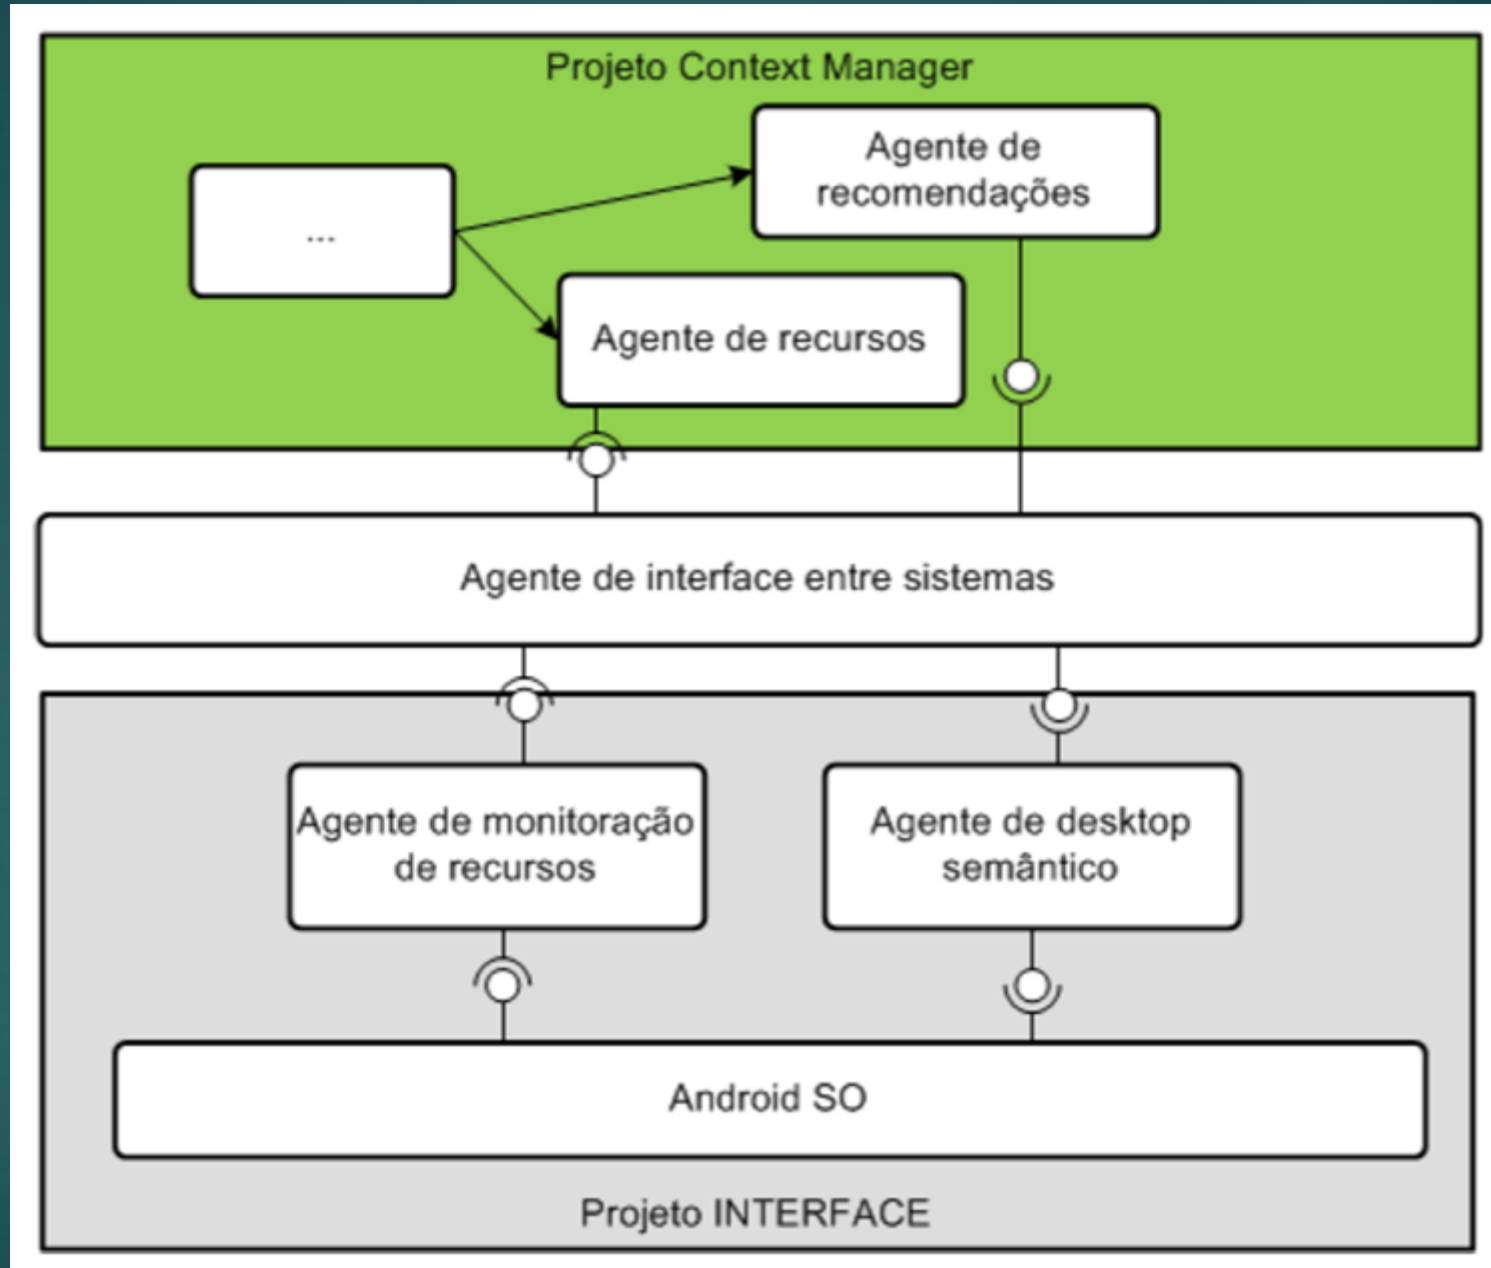 Projeto Context Manager
Agente de
recomendações
...
Agente de recursos
Agente de interface entre sistemas
Agente de monitoração
de recursos
Agente de desktop
semântico
Android SO
Projeto INTERFACE